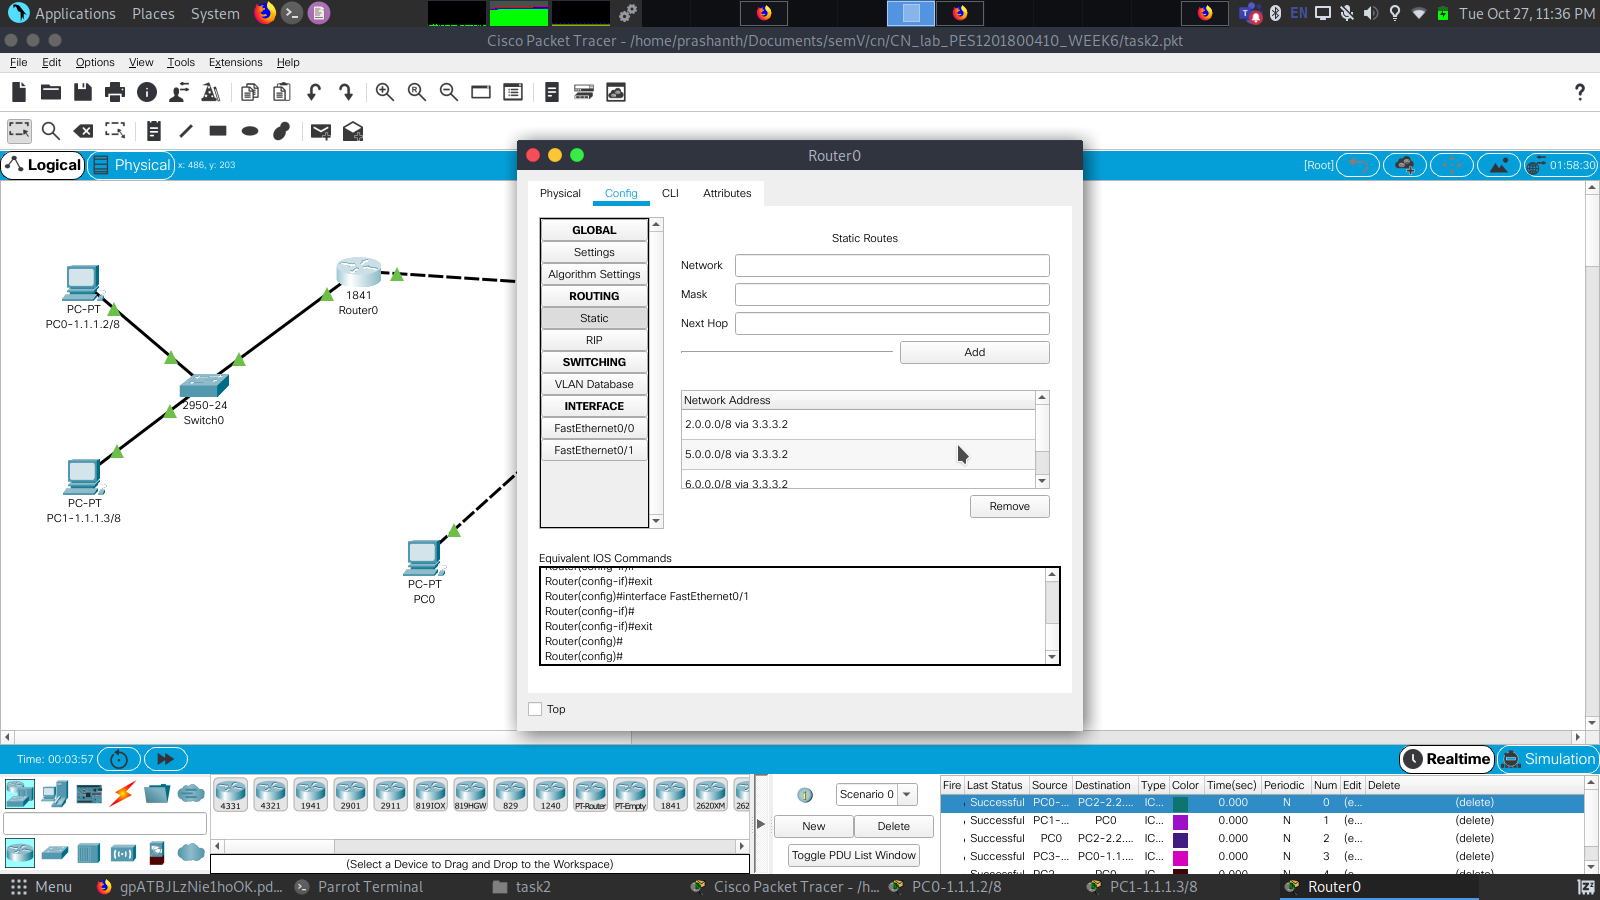 Applications Places System
EN Tue Oct 27, 11:36 PM
Cisco Packet Tracer - /home/prashanth/Documents/semV/cn/CN_lab_PES1201800410_WEEK6/task2.pkt
File Edit Options View Tools Extensions Help
?
Logical Physical x: 486, y: 203
[Root] 01:58:30
Router0
Physical Config CLI Attributes
GLOBAL
Settings
Algorithm Settings
ROUTING
Static
RIP
SWITCHING
VLAN Database
INTERFACE
FastEthernet0/0
FastEthernet0/1
Static Routes
Network
Mask
Next Hop
Add
Network Address
2.0.0.0/8 via 3.3.3.2
5.0.0.0/8 via 3.3.3.2
6.0.0.0/8 via 3.3.3.2
Remove
Equivalent IOS Commands
Router(config-if)#
Router(config-if)#exit
Router(config)#interface FastEthernet0/1
Router(config-if)#
Router(config-if)#exit
Router(config)#
Router(config)#
Top
PC-PT
PC0-1.1.1.2/8
1841
Router0
2950-24
Switch0
PC-PT
PC1-1.1.1.3/8
PC-PT
PC0
Time: 00:03:57
Realtime Simulation
4331 4321 1941 2901 2911 819IOX 819HGW 829 1240 PT-Router PT-Empty 1841 2620XM 262
(Select a Device to Drag and Drop to the Workspace)
Scenario 0
New Delete
Toggle PDU List Window
Fire Last Status Source Destination Type Color Time(sec) Periodic Num Edit Delete
Successful PC0-... PC2-2.2.... IC... 0.000 N 0 (e... (delete)
Successful PC1-... PC0 IC... 0.000 N 1 (e... (delete)
Successful PC0 PC2-2.2.... IC... 0.000 N 2 (e... (delete)
Successful PC3-... PC0-1.1.... IC... 0.000 N 3 (e... (delete)
Menu gpATBJLzNie1hoOK.pd... Parrot Terminal task2 Cisco Packet Tracer - /h... PC0-1.1.1.2/8 PC1-1.1.1.3/8 Router0